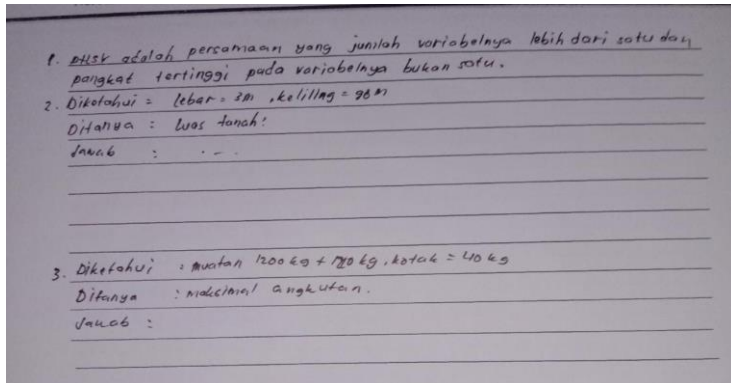 1. PtLSV adalah persamaan yang jumlah variabelnya lebih dari satu dan
pangkat tertinggi pada variabelnya bukan satu.
2. Diketahui = lebar = 3m, keliling = 96 m
Ditanya : Luas tanah!
Jawab : ...
3. Diketahui : muatan 1200 kg + kg, kotak = 40 kg
Ditanya : maksimal angkutan.
Jawab :